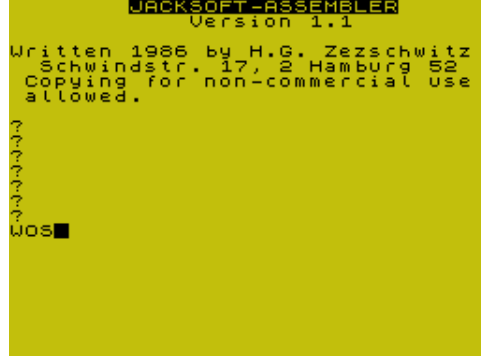 JACKSOFT-ASSEMBLER
Version 1.1
Written 1986 by H.G. Zezschwitz
Schwindstr. 17, 2 Hamburg 52
Copying for non-commercial use
allowed.
?
?
?
?
?
?
?
WOS